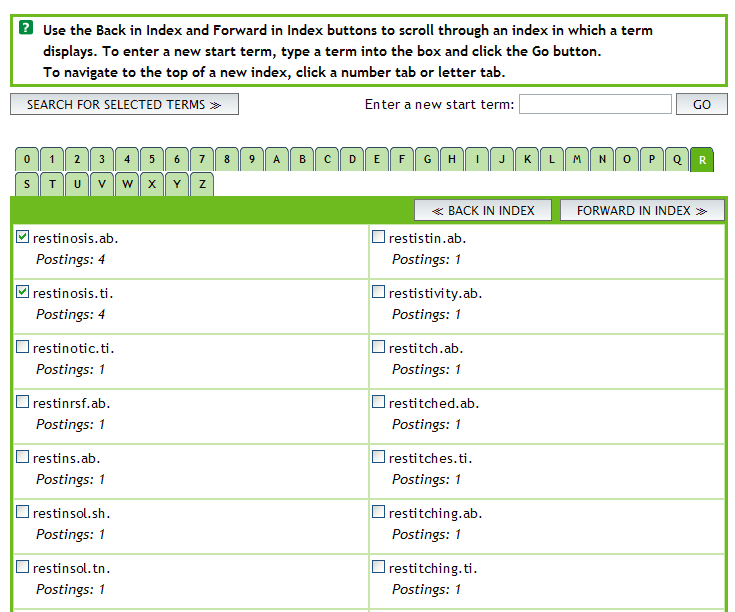 ? Use the Back in Index and Forward in Index buttons to scroll through an index in which a term
displays. To enter a new start term, type a term into the box and click the Go button.
To navigate to the top of a new index, click a number tab or letter tab.
SEARCH FOR SELECTED TERMS ≫ Enter a new start term: GO
0 1 2 3 4 5 6 7 8 9 A B C D E F G H I J K L M N O P Q R
S T U V W X Y Z
≪ BACK IN INDEX FORWARD IN INDEX ≫
restinosis.ab. restistin.ab.
Postings: 4 Postings: 1
restinosis.ti. restistivity.ab.
Postings: 4 Postings: 1
restinotic.ti. restitch.ab.
Postings: 1 Postings: 1
restinrsf.ab. restitched.ab.
Postings: 1 Postings: 1
restins.ab. restitches.ti.
Postings: 1 Postings: 1
restinsol.sh. restitching.ab.
Postings: 1 Postings: 1
restinsol.tn. restitching.ti.
Postings: 1 Postings: 1